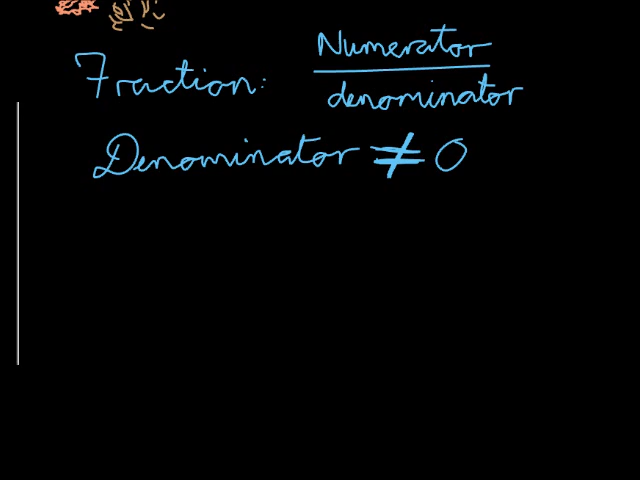 Fraction: Numerator
denominator
Denominator ≠ 0